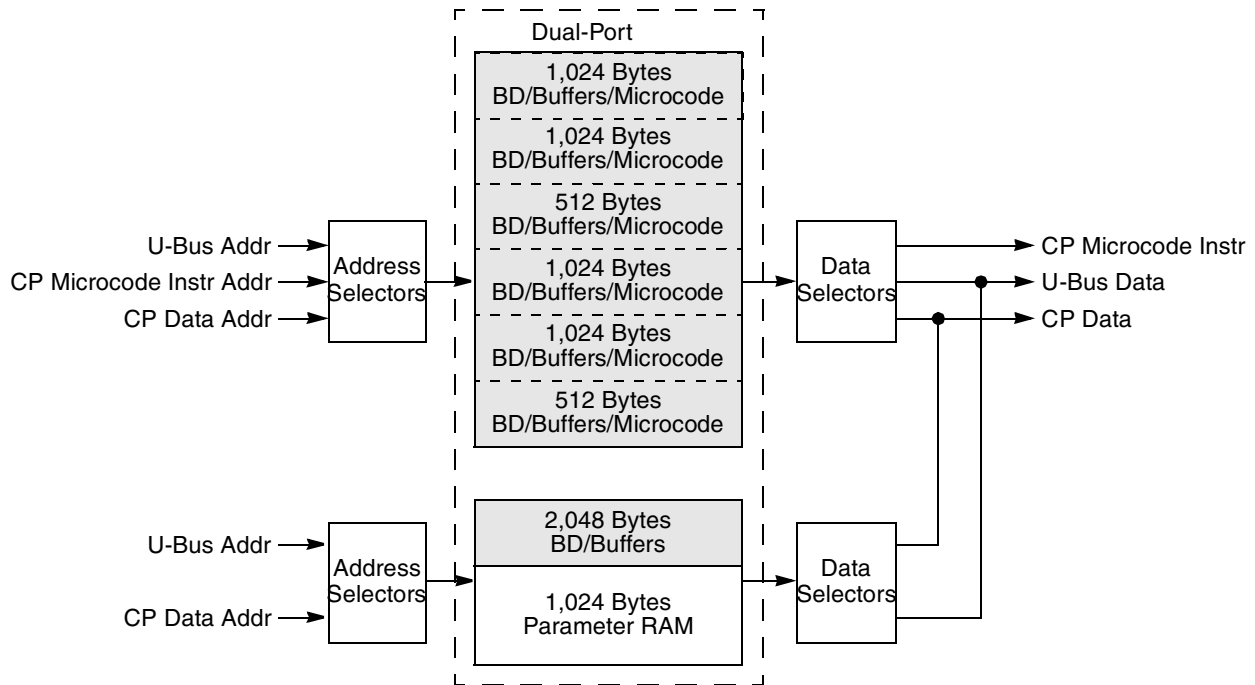 Dual-Port
1,024 Bytes
BD/Buffers/Microcode
1,024 Bytes
BD/Buffers/Microcode
512 Bytes
BD/Buffers/Microcode
1,024 Bytes
BD/Buffers/Microcode
1,024 Bytes
BD/Buffers/Microcode
512 Bytes
BD/Buffers/Microcode
U-Bus Addr
CP Microcode Instr Addr
CP Data Addr
Address
Selectors
Data
Selectors
CP Microcode Instr
U-Bus Data
CP Data
2,048 Bytes
BD/Buffers
1,024 Bytes
Parameter RAM
U-Bus Addr
CP Data Addr
Address
Selectors
Data
Selectors